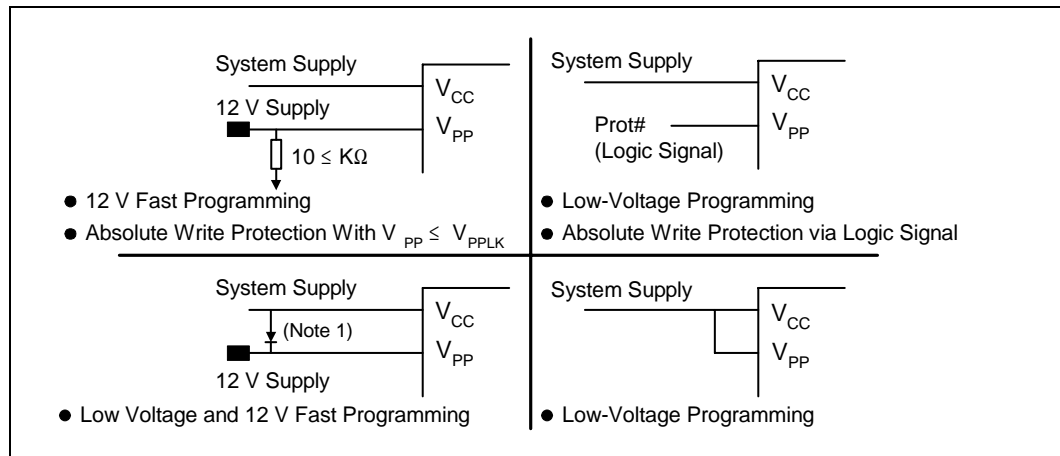 System Supply
V CC
12 V Supply
V PP
10 ≤ KΩ
● 12 V Fast Programming
● Absolute Write Protection With V PP ≤ V PPLK
System Supply
V CC
Prot#
(Logic Signal)
V PP
● Low-Voltage Programming
● Absolute Write Protection via Logic Signal
System Supply
V CC
(Note 1)
V PP
12 V Supply
● Low Voltage and 12 V Fast Programming
System Supply
V CC
V PP
● Low-Voltage Programming